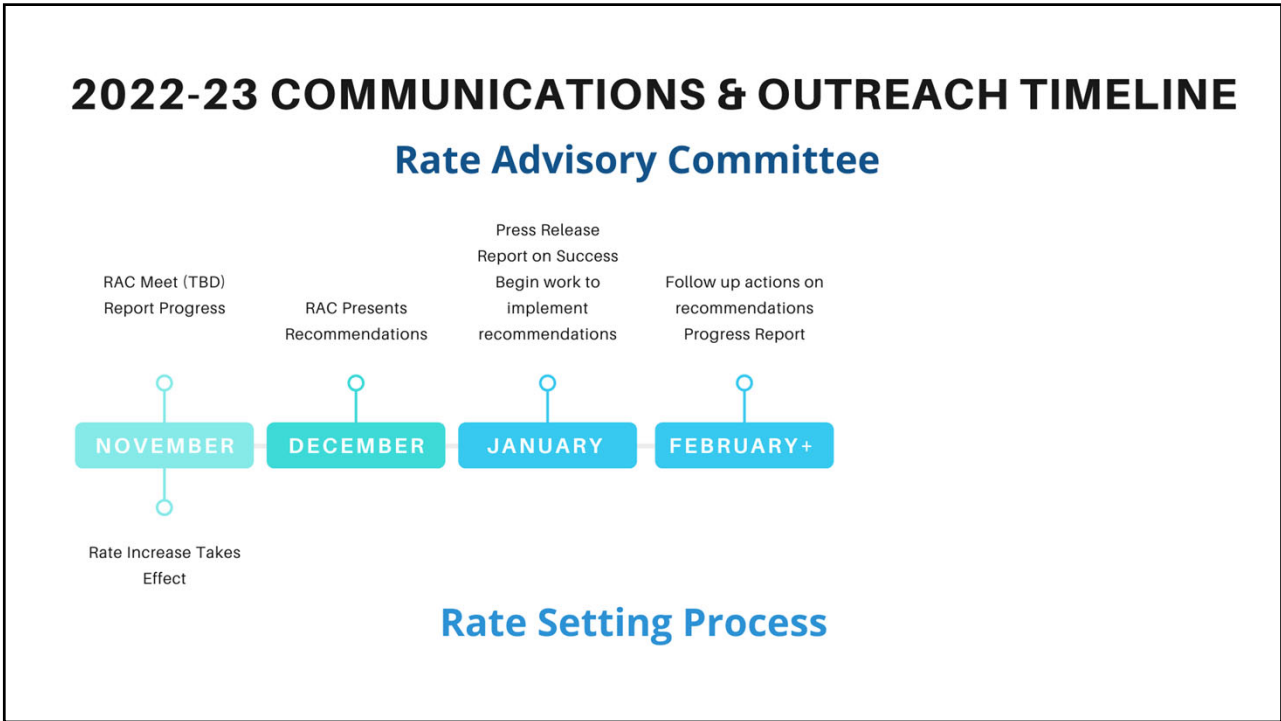 2022-23 COMMUNICATIONS & OUTREACH TIMELINE
Rate Advisory Committee
RAC Meet (TBD)
Report Progress
RAC Presents
Recommendations
Press Release
Report on Success
Begin work to
implement
recommendations
Follow up actions on
recommendations
Progress Report
NOVEMBER
DECEMBER
JANUARY
FEBRUARY+
Rate Increase Takes
Effect
Rate Setting Process